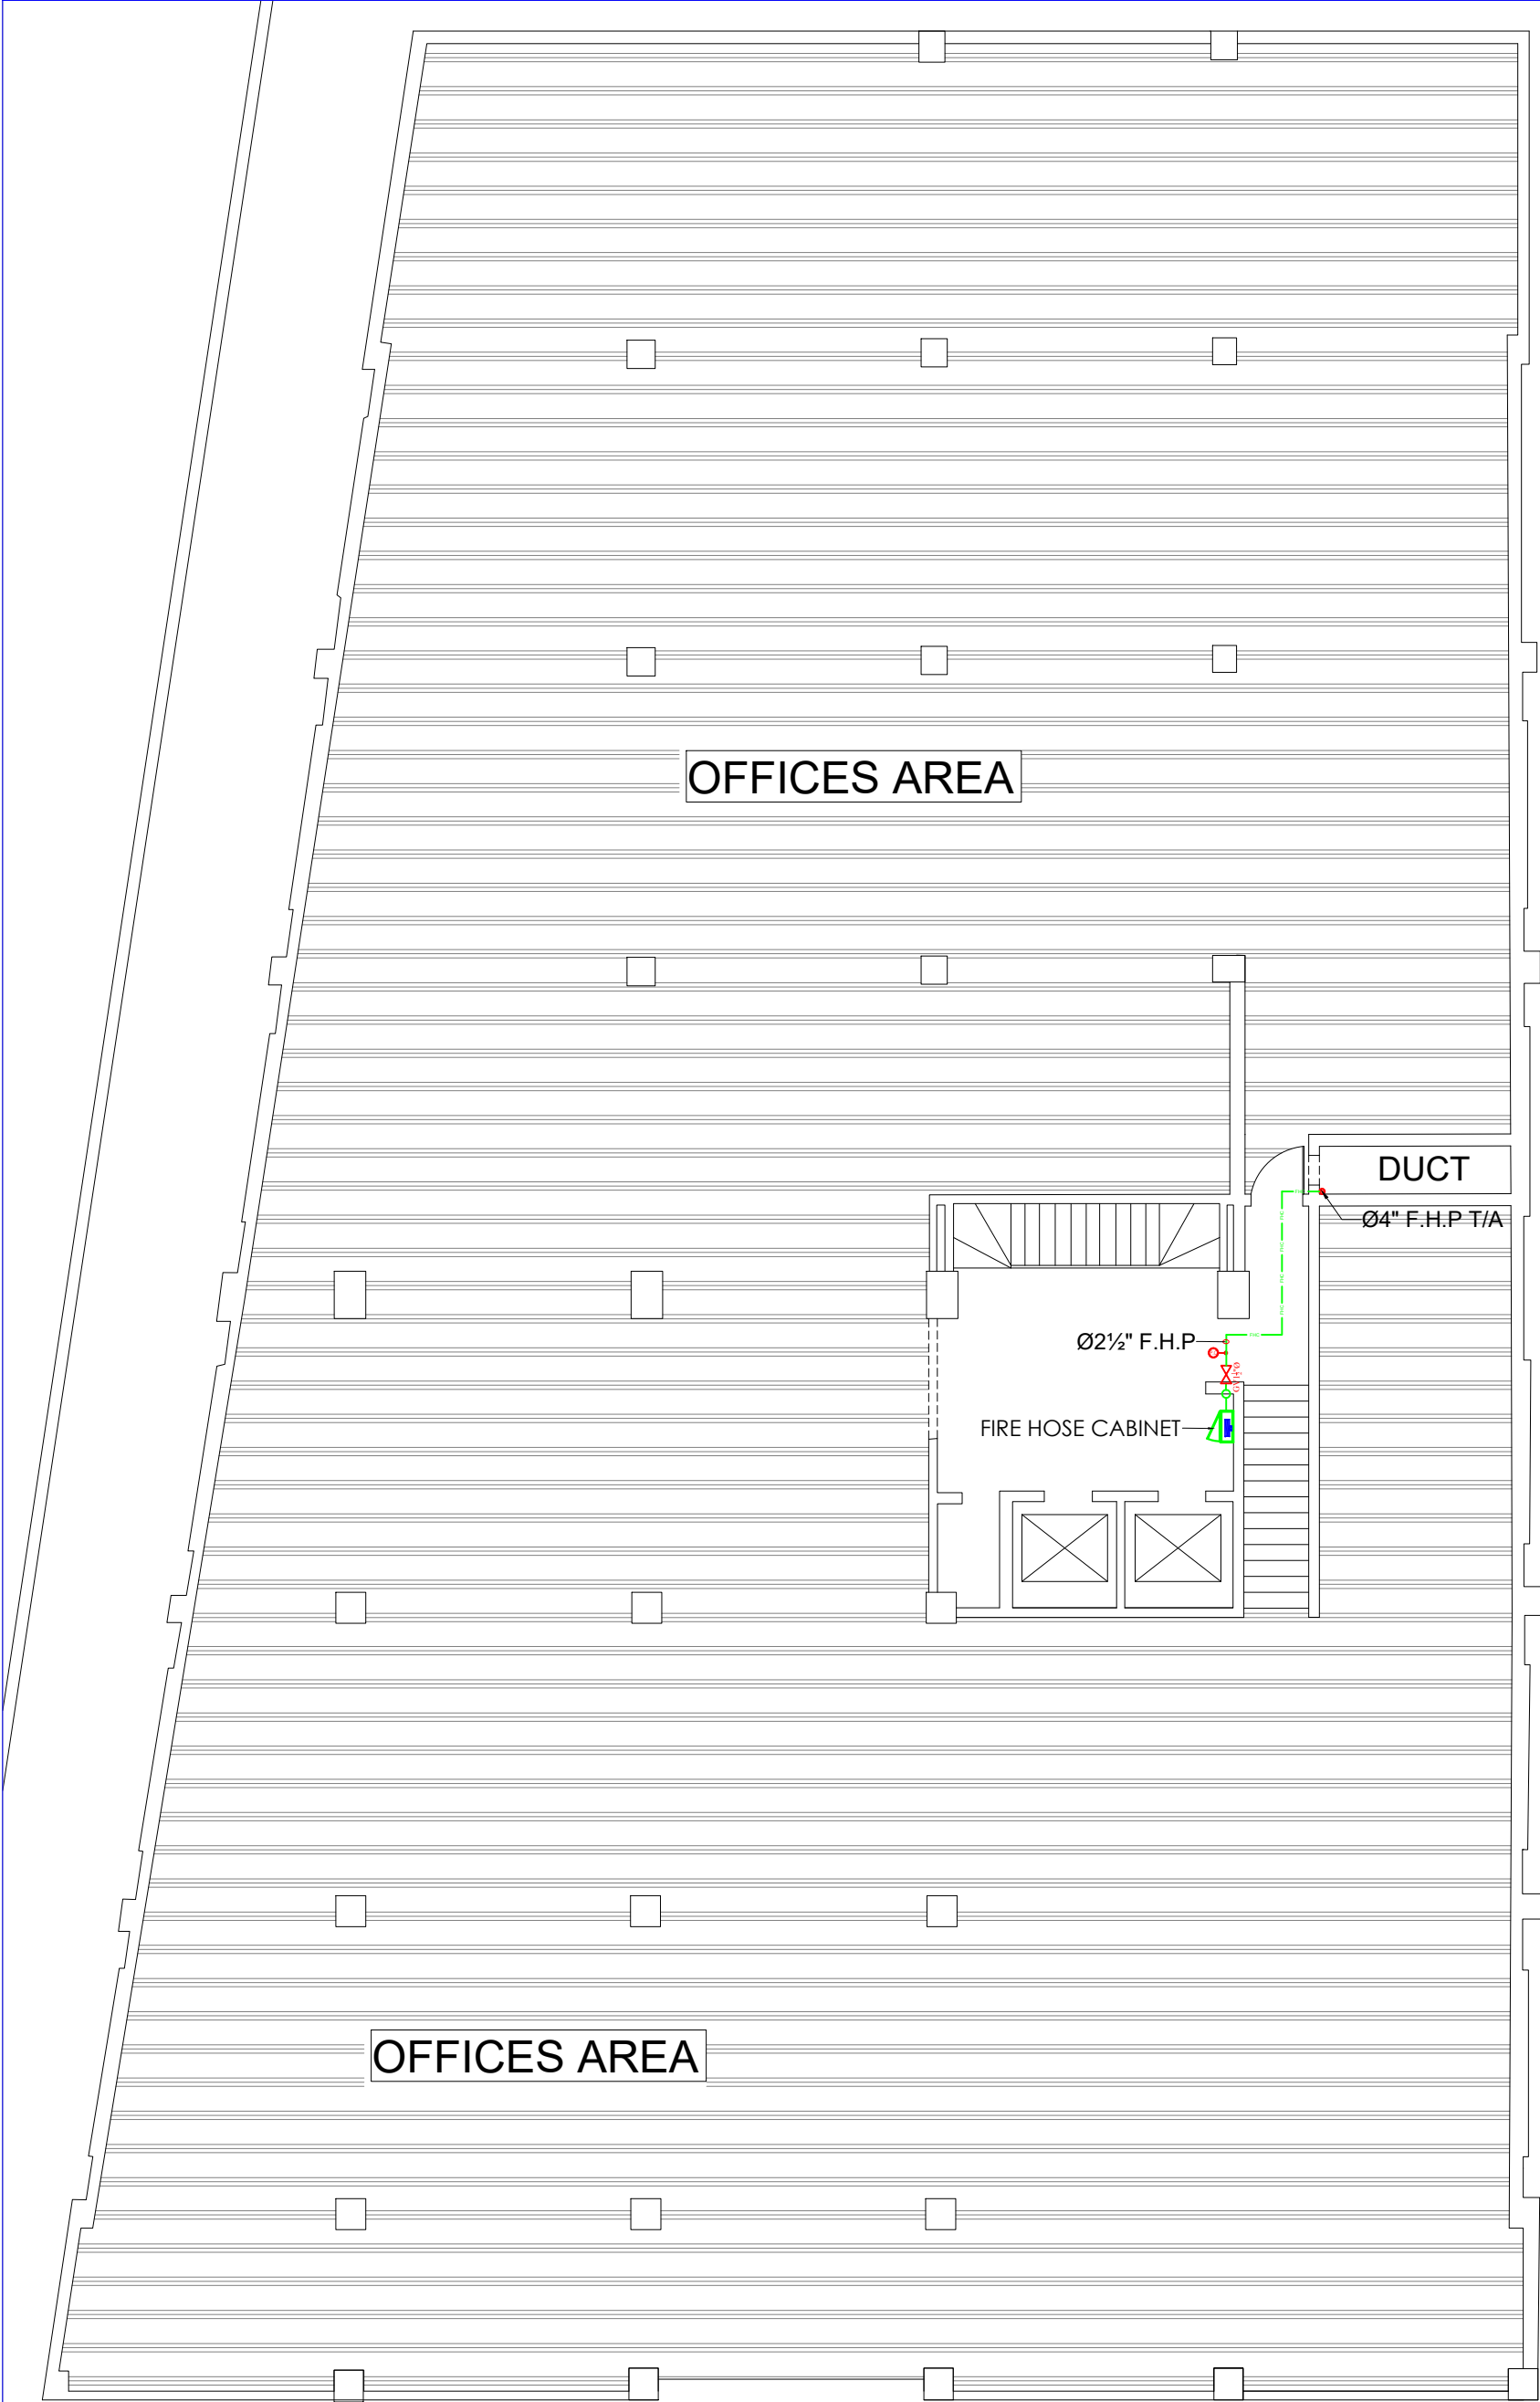 OFFICES AREA
DUCT
Ø4" F.H.P T/A
Ø2½" F.H.P
FIRE HOSE CABINET
OFFICES AREA